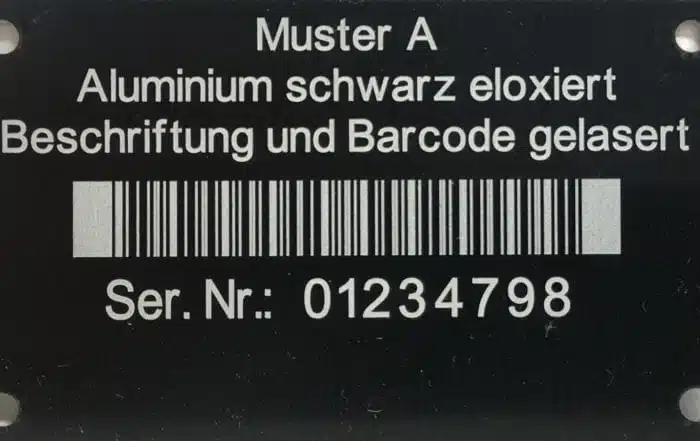 Muster A
Aluminium schwarz eloxiert
Beschriftung und Barcode gelasert
Ser. Nr.: 01234798